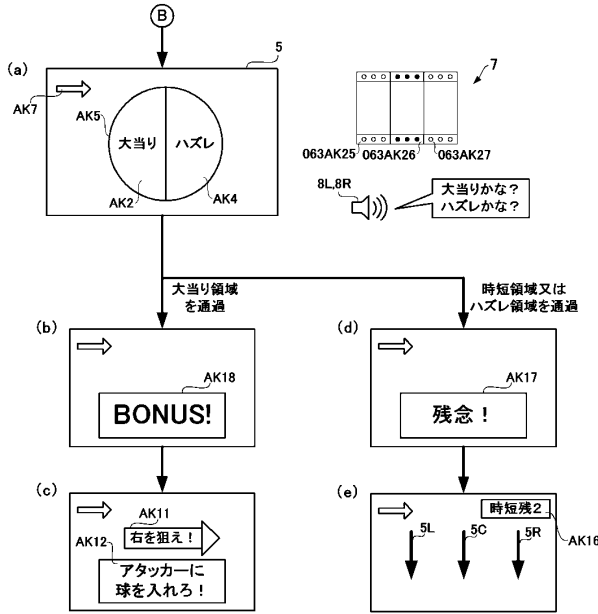 B
(a)
5
AK7
AK5
大当り
ハズレ
AK2
AK4
7
063AK25
063AK26
063AK27
8L,8R
大当りかな？
ハズレかな？
大当り領域
を通過
時短領域又は
ハズレ領域を通過
(b)
AK18
BONUS!
(d)
AK17
残念！
(c)
AK11
右を狙え！
AK12
アタッカーに
球を入れろ！
(e)
時短残２
5L
5C
5R
AK16